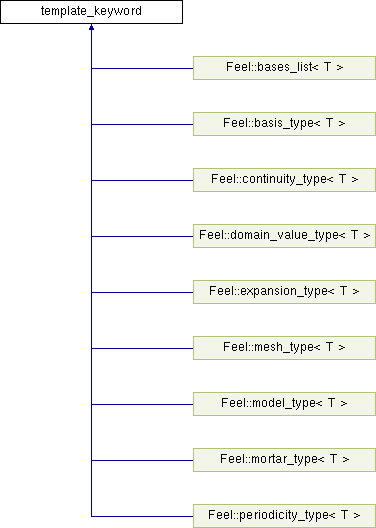 template_keyword
Feel::bases_list< T >
Feel::basis_type< T >
Feel::continuity_type< T >
Feel::domain_value_type< T >
Feel::expansion_type< T >
Feel::mesh_type< T >
Feel::model_type< T >
Feel::mortar_type< T >
Feel::periodicity_type< T >